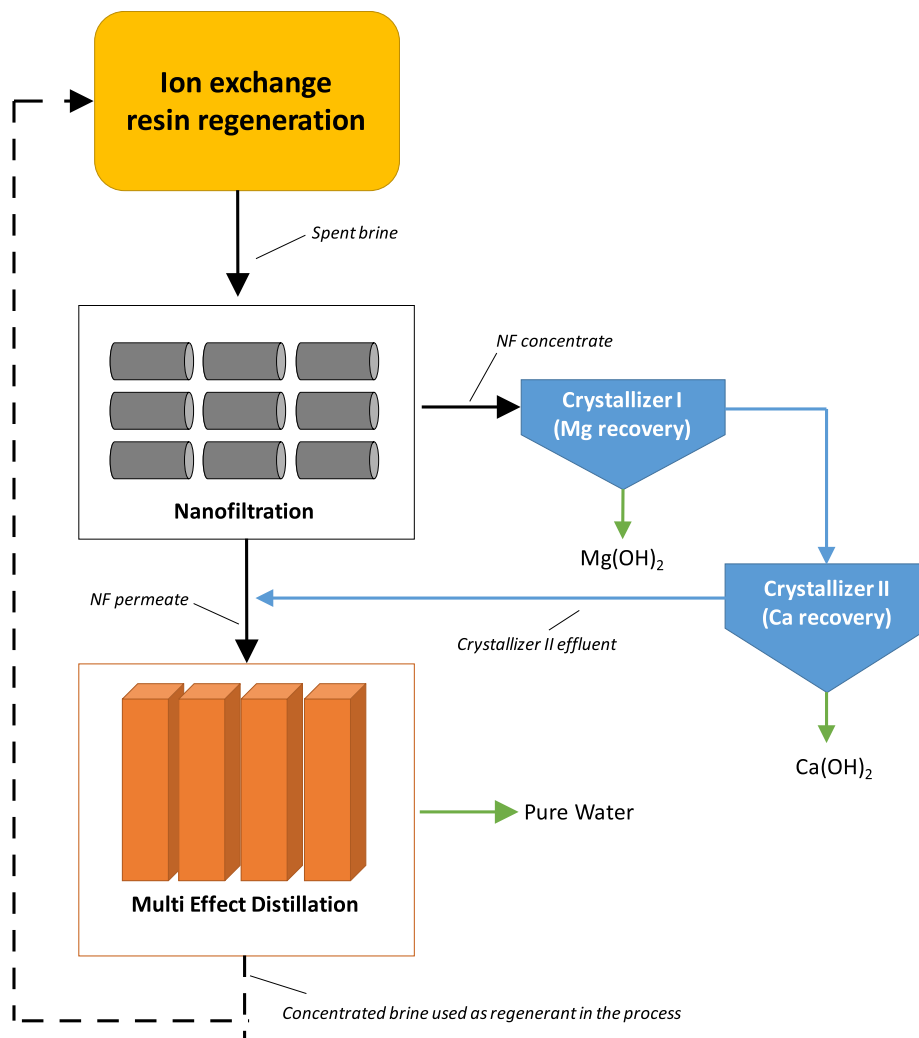 Ion exchange
resin regeneration
Spent brine
NF concentrate
Crystallizer I
(Mg recovery)
Nanofiltration
Mg(OH)₂
Crystallizer II
(Ca recovery)
NF permeate
Crystallizer II effluent
Ca(OH)₂
Pure Water
Multi Effect Distillation
Concentrated brine used as regenerant in the process